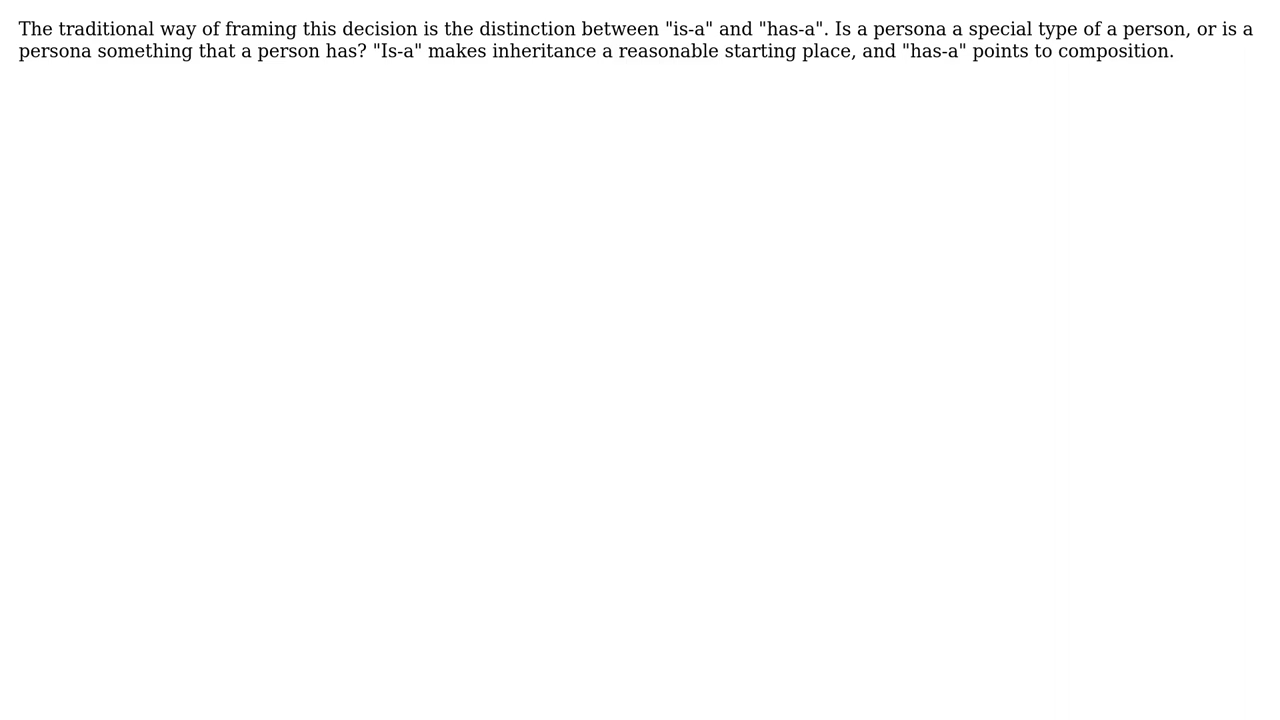 The traditional way of framing this decision is the distinction between "is-a" and "has-a". Is a persona a special type of a person, or is a
persona something that a person has? "Is-a" makes inheritance a reasonable starting place, and "has-a" points to composition.